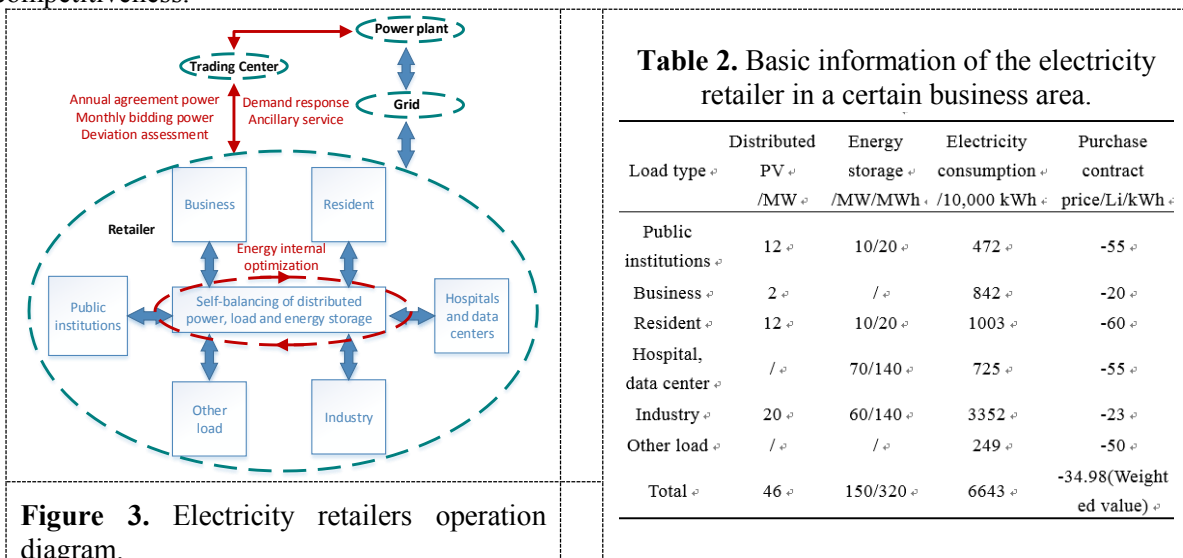 competitiveness.
Power plant
Trading Center
Annual agreement power
Monthly bidding power
Deviation assessment
Demand response
Ancillary service
Grid
Business
Resident
Retailer
Energy internal
optimization
Public
institutions
Self-balancing of distributed
power, load and energy storage
Hospitals
and data
centers
Other
load
Industry
Figure 3. Electricity retailers operation
diagram.
Table 2. Basic information of the electricity
retailer in a certain business area.
Load type Distributed PV /MW Energy storage /MW/MWh Electricity consumption /10,000 kWh Purchase contract price/Li/kWh
Public institutions 12 10/20 472 -55
Business 2 / 842 -20
Resident 12 10/20 1003 -60
Hospital, data center / 70/140 725 -55
Industry 20 60/140 3352 -23
Other load / / 249 -50
Total 46 150/320 6643 -34.98(Weight ed value)